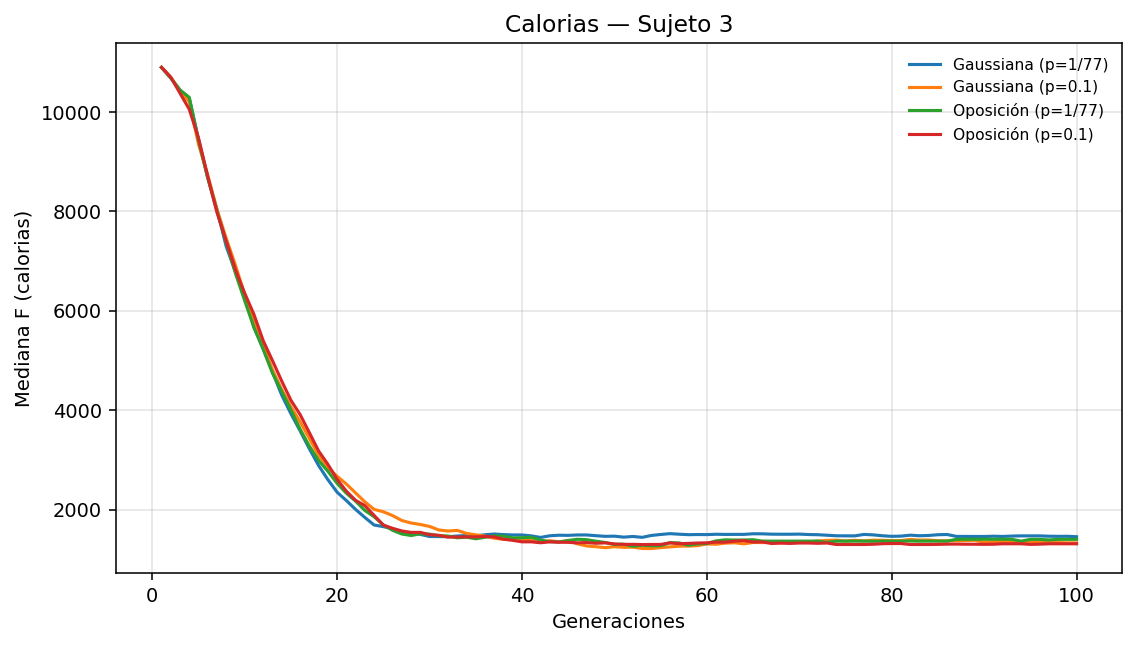 Calorias — Sujeto 3
Gaussiana (p=1/77)
Gaussiana (p=0.1)
Oposición (p=1/77)
Oposición (p=0.1)
Mediana F (calorias)
10000
8000
6000
4000
2000
0 20 40 60 80 100
Generaciones